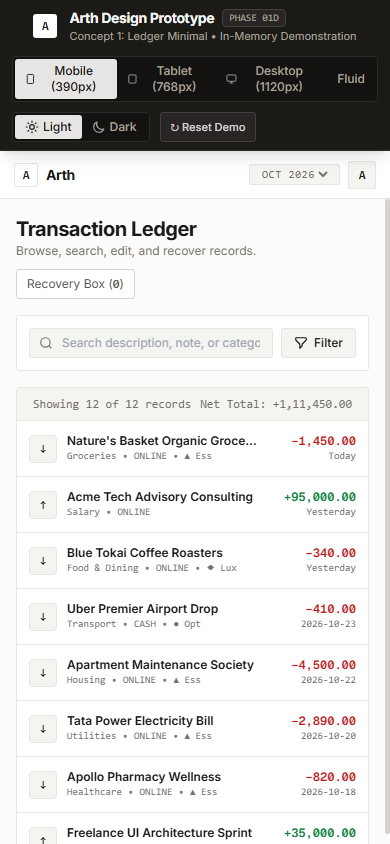 A Arth Design Prototype PHASE 01D
Concept 1: Ledger Minimal • In-Memory Demonstration
Mobile (390px) Tablet (768px) Desktop (1120px) Fluid
Light Dark ↻ Reset Demo
A Arth OCT 2026 A
Transaction Ledger
Browse, search, edit, and recover records.
Recovery Box (0)
Search description, note, or categc Filter
Showing 12 of 12 records Net Total: +1,11,450.00
↓ Nature's Basket Organic Groce... −1,450.00
Groceries • ONLINE • ▲ Ess Today
↑ Acme Tech Advisory Consulting +95,000.00
Salary • ONLINE Yesterday
↓ Blue Tokai Coffee Roasters −340.00
Food & Dining • ONLINE • ◆ Lux Yesterday
↓ Uber Premier Airport Drop −410.00
Transport • CASH • ● Opt 2026-10-23
↓ Apartment Maintenance Society −4,500.00
Housing • ONLINE • ▲ Ess 2026-10-22
↓ Tata Power Electricity Bill −2,890.00
Utilities • ONLINE • ▲ Ess 2026-10-20
↓ Apollo Pharmacy Wellness −820.00
Healthcare • ONLINE • ▲ Ess 2026-10-18
↑ Freelance UI Architecture Sprint +35,000.00